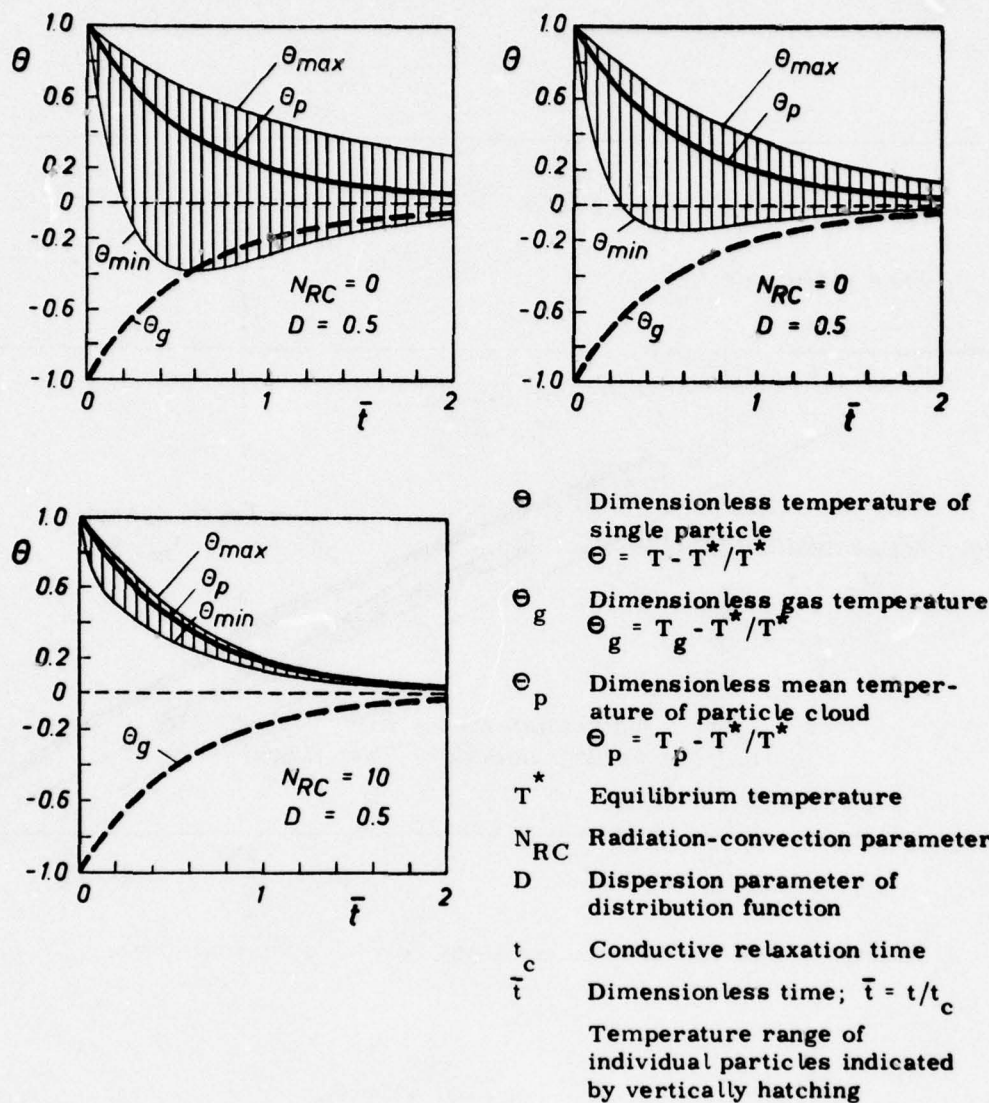 1.0
θ
0.6
0.2
0
-0.2
-0.6
-1.0
θmax
θp
θmin
θg
N_RC = 0
D = 0.5
0
1
t̄
2
1.0
θ
0.6
0.2
0
-0.2
-0.6
-1.0
θmax
θp
θmin
θg
N_RC = 0
D = 0.5
0
1
t̄
2
1.0
θ
0.6
0.2
0
-0.2
-0.6
-1.0
θmax
θp
θmin
θg
N_RC = 10
D = 0.5
0
1
t̄
2
Θ Dimensionless temperature of
single particle
Θ = T - T*/T*
Θg Dimensionless gas temperature
Θg = Tg - T*/T*
Θp Dimensionless mean temper-
ature of particle cloud
Θp = Tp - T*/T*
T* Equilibrium temperature
N_RC Radiation-convection parameter
D Dispersion parameter of
distribution function
t_c Conductive relaxation time
t̄ Dimensionless time; t̄ = t/t_c
Temperature range of
individual particles indicated
by vertically hatching